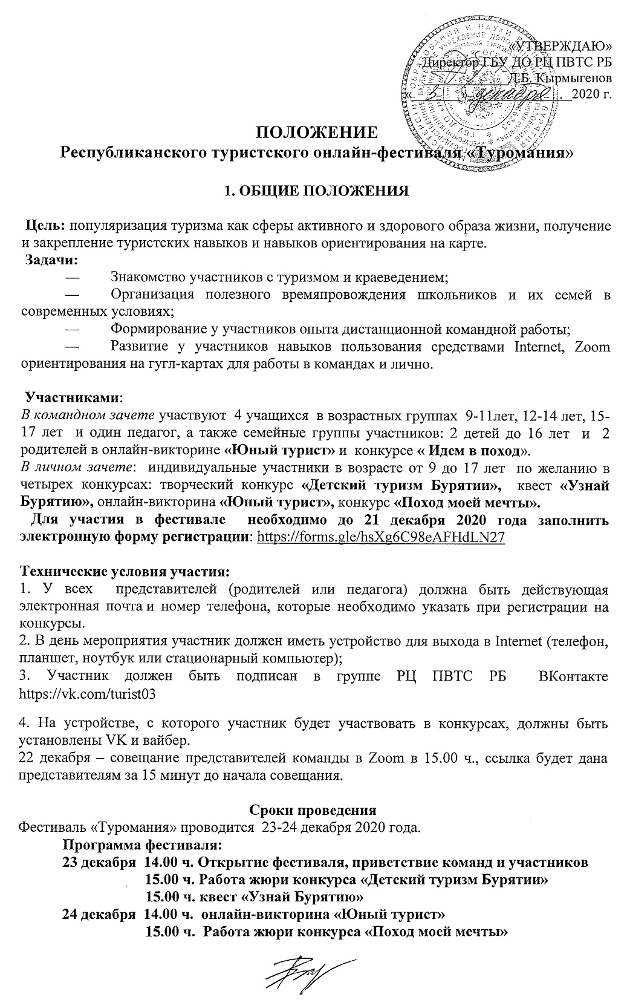 «УТВЕРЖДАЮ»
Директор ГБУ ДО РЦ ПВТС РБ
Д.Б. Кырмыгенов
« 3 » декабря 2020 г.
ПОЛОЖЕНИЕ
Республиканского туристского онлайн-фестиваля «Туромания»
1. ОБЩИЕ ПОЛОЖЕНИЯ
Цель: популяризация туризма как сферы активного и здорового образа жизни, получение
и закрепление туристских навыков и навыков ориентирования на карте.
Задачи:
— Знакомство участников с туризмом и краеведением;
— Организация полезного времяпровождения школьников и их семей в
современных условиях;
— Формирование у участников опыта дистанционной командной работы;
— Развитие у участников навыков пользования средствами Internet, Zoom
ориентирования на гугл-картах для работы в командах и лично.
Участниками:
В командном зачете участвуют 4 учащихся в возрастных группах 9-11лет, 12-14 лет, 15-
17 лет и один педагог, а также семейные группы участников: 2 детей до 16 лет и 2
родителей в онлайн-викторине «Юный турист» и конкурсе « Идем в поход».
В личном зачете: индивидуальные участники в возрасте от 9 до 17 лет по желанию в
четырех конкурсах: творческий конкурс «Детский туризм Бурятии», квест «Узнай
Бурятию», онлайн-викторина «Юный турист», конкурс «Поход моей мечты».
Для участия в фестивале необходимо до 21 декабря 2020 года заполнить
электронную форму регистрации: https://forms.gle/hsXg6C98eAFHdLN27
Технические условия участия:
1. У всех представителей (родителей или педагога) должна быть действующая
электронная почта и номер телефона, которые необходимо указать при регистрации на
конкурсы.
2. В день мероприятия участник должен иметь устройство для выхода в Internet (телефон,
планшет, ноутбук или стационарный компьютер);
3. Участник должен быть подписан в группе РЦ ПВТС РБ ВКонтакте
https://vk.com/turist03
4. На устройстве, с которого участник будет участвовать в конкурсах, должны быть
установлены VK и вайбер.
22 декабря – совещание представителей команды в Zoom в 15.00 ч., ссылка будет дана
представителям за 15 минут до начала совещания.
Сроки проведения
Фестиваль «Туромания» проводится 23-24 декабря 2020 года.
Программа фестиваля:
23 декабря 14.00 ч. Открытие фестиваля, приветствие команд и участников
15.00 ч. Работа жюри конкурса «Детский туризм Бурятии»
15.00 ч. квест «Узнай Бурятию»
24 декабря 14.00 ч. онлайн-викторина «Юный турист»
15.00 ч. Работа жюри конкурса «Поход моей мечты»